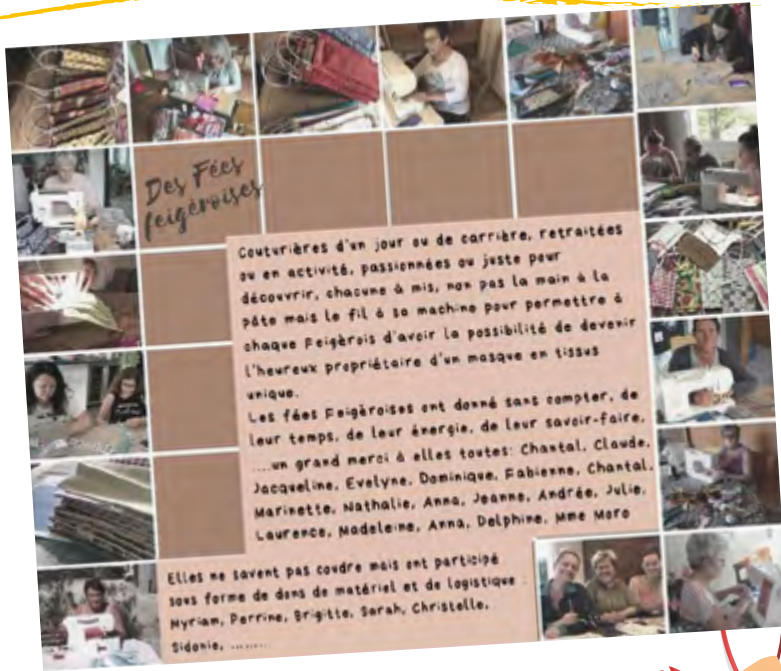 Des Fées
feigéroises
Couturières d'un jour ou de carrière, retraitées
ou en activité, passionnées ou juste pour
découvrir, chacune à mis, non pas la main à la
pâte mais le fil à sa machine pour permettre à
chaque Feigèrois d'avoir la possibilité de devenir
l'heureux propriétaire d'un masque en tissus
unique.
Les fées Feigèroises ont donné sans compter, de
leur temps, de leur énergie, de leur savoir-faire,
....un grand merci à elles toutes: Chantal, Claude,
Jacqueline, Evelyne, Dominique, Fabienne, Chantal,
Marinette, Nathalie, Anna, Jeanne, Andrée, Julie,
Laurence, Madeleine, Anna, Delphine, Mme Moro
Elles ne savent pas coudre mais ont participé
sous forme de dons de matériel et de logistique :
Myriam, Perrine, Brigitte, Sarah, Christelle,
Sidonie, .......